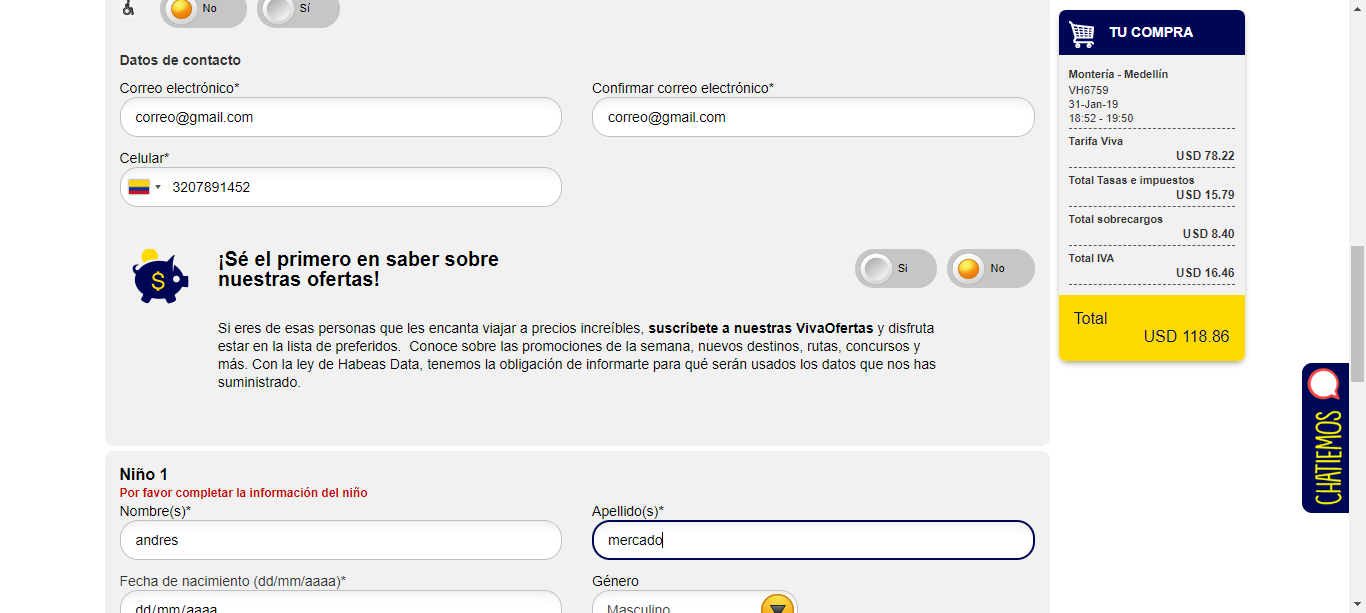 No
Sí
Datos de contacto
Correo electrónico*
Confirmar correo electrónico*
correo@gmail.com
correo@gmail.com
Celular*
3207891452
¡Sé el primero en saber sobre
nuestras ofertas!
Si
No
$
Si eres de esas personas que les encanta viajar a precios increíbles, suscríbete a nuestras VivaOfertas y disfruta
estar en la lista de preferidos. Conoce sobre las promociones de la semana, nuevos destinos, rutas, concursos y
más. Con la ley de Habeas Data, tenemos la obligación de informarte para qué serán usados los datos que nos has
suministrado.
Niño 1
Por favor completar la información del niño
Nombre(s)*
Apellido(s)*
andres
mercado
Fecha de nacimiento (dd/mm/aaaa)*
Género
dd/mm/aaaa
Masculino
TU COMPRA
Montería - Medellín
VH6759
31-Jan-19
18:52 - 19:50
Tarifa Viva
USD 78.22
Total Tasas e impuestos
USD 15.79
Total sobrecargos
USD 8.40
Total IVA
USD 16.46
Total
USD 118.86
CHATIEMOS